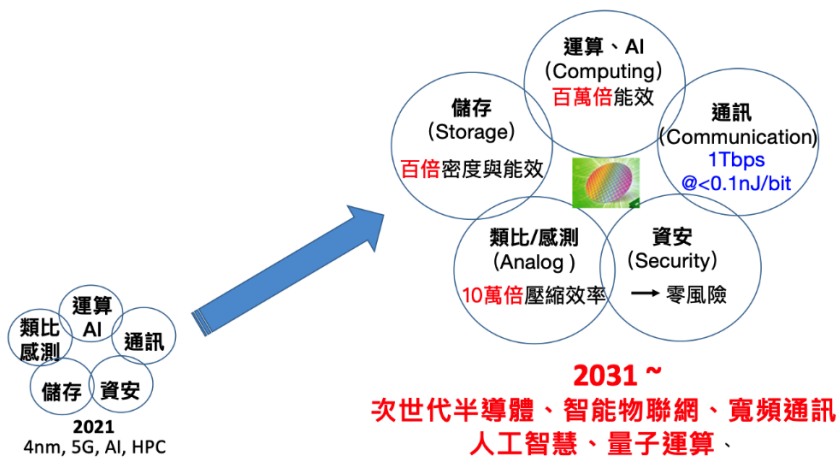 運算
AI
類比
感測
通訊
儲存
資安
2021
4nm, 5G, AI, HPC
運算、AI
(Computing)
百萬倍能效
儲存
(Storage)
百倍密度與能效
通訊
(Communication)
1Tbps
@<0.1nJ/bit
類比/感測
(Analog )
10萬倍壓縮效率
資安
(Security)
→ 零風險
2031 ~
次世代半導體、智能物聯網、寬頻通訊
人工智慧、量子運算、